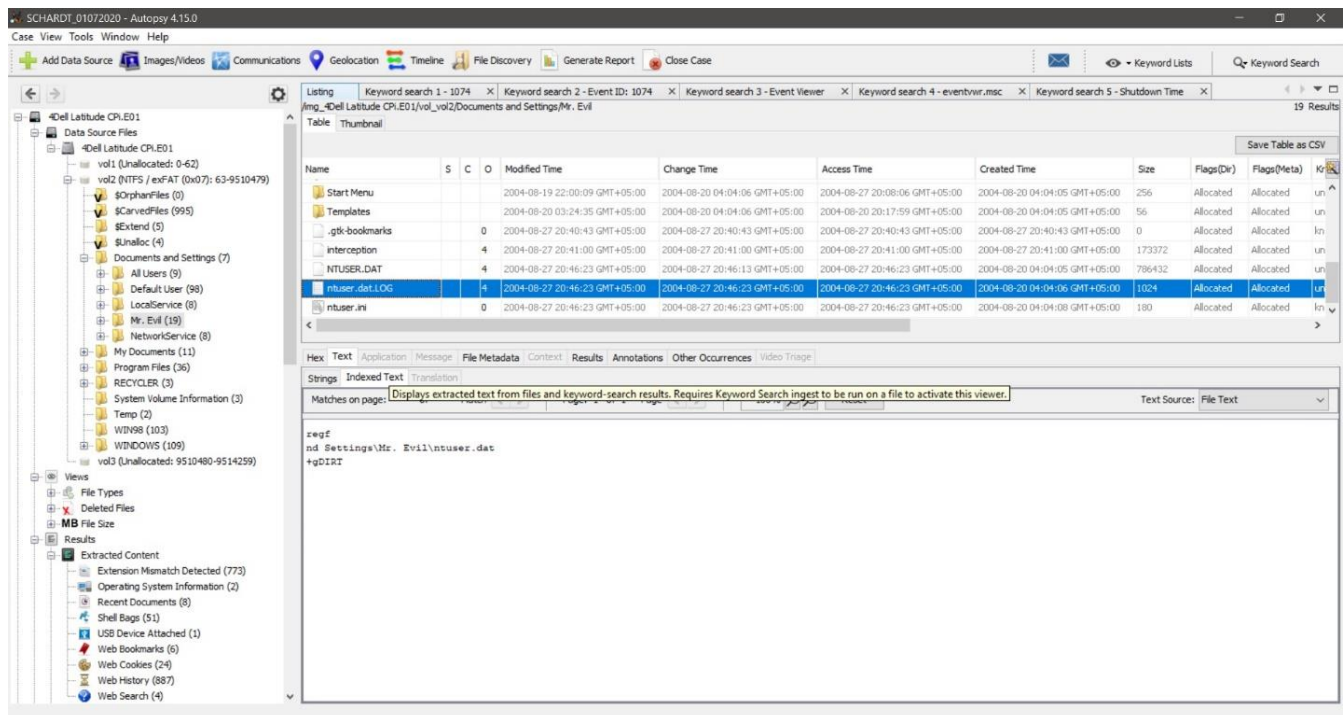 SCHARDT_01072020 - Autopsy 4.15.0
Case View Tools Window Help
Add Data Source Images/Videos Communications Geolocation Timeline File Discovery Generate Report Close Case Keyword Lists Keyword Search
Listing Keyword search 1 - 1074 Keyword search 2 - Event ID: 1074 Keyword search 3 - Event Viewer Keyword search 4 - eventvwr.msc Keyword search 5 - Shutdown Time
/img_4Dell Latitude CPi.E01/vol_vol2/Documents and Settings/Mr. Evil 19 Results
Table Thumbnail
Save Table as CSV
Name S C O Modified Time Change Time Access Time Created Time Size Flags(Dir) Flags(Meta)
Start Menu 2004-08-19 22:00:09 GMT+05:00 2004-08-20 04:04:06 GMT+05:00 2004-08-27 20:08:06 GMT+05:00 2004-08-20 04:04:05 GMT+05:00 256 Allocated Allocated un
Templates 2004-08-20 03:24:35 GMT+05:00 2004-08-20 04:04:06 GMT+05:00 2004-08-20 20:17:59 GMT+05:00 2004-08-20 04:04:05 GMT+05:00 56 Allocated Allocated un
.gtk-bookmarks 0 2004-08-27 20:40:43 GMT+05:00 2004-08-27 20:40:43 GMT+05:00 2004-08-27 20:40:43 GMT+05:00 2004-08-27 20:40:43 GMT+05:00 0 Allocated Allocated kn
interception 4 2004-08-27 20:41:00 GMT+05:00 2004-08-27 20:41:00 GMT+05:00 2004-08-27 20:41:00 GMT+05:00 2004-08-27 20:41:00 GMT+05:00 173372 Allocated Allocated un
NTUSER.DAT 4 2004-08-27 20:46:23 GMT+05:00 2004-08-27 20:46:13 GMT+05:00 2004-08-27 20:46:23 GMT+05:00 2004-08-20 04:04:05 GMT+05:00 786432 Allocated Allocated un
ntuser.dat.LOG 4 2004-08-27 20:46:23 GMT+05:00 2004-08-27 20:46:23 GMT+05:00 2004-08-27 20:46:23 GMT+05:00 2004-08-20 04:04:06 GMT+05:00 1024 Allocated Allocated un
ntuser.ini 0 2004-08-27 20:46:23 GMT+05:00 2004-08-27 20:46:23 GMT+05:00 2004-08-27 20:46:23 GMT+05:00 2004-08-20 04:04:08 GMT+05:00 180 Allocated Allocated kn
Hex Text Application Message File Metadata Context Results Annotations Other Occurrences Video Triage
Strings Indexed Text Translation
Displays extracted text from files and keyword-search results. Requires Keyword Search ingest to be run on a file to activate this viewer.
Matches on page: Text Source: File Text
regf
nd Settings\Mr. Evil\ntuser.dat
+gDIRT
4Dell Latitude CPi.E01
Data Source Files
4Dell Latitude CPi.E01
vol1 (Unallocated: 0-62)
vol2 (NTFS / exFAT (0x07): 63-9510479)
$OrphanFiles (0)
$CarvedFiles (995)
$Extend (5)
$Unalloc (4)
Documents and Settings (7)
All Users (9)
Default User (98)
LocalService (8)
Mr. Evil (19)
NetworkService (8)
My Documents (11)
Program Files (36)
RECYCLER (3)
System Volume Information (3)
Temp (2)
WIN98 (103)
WINDOWS (109)
vol3 (Unallocated: 9510480-9514259)
Views
File Types
Deleted Files
MB File Size
Results
Extracted Content
Extension Mismatch Detected (773)
Operating System Information (2)
Recent Documents (8)
Shell Bags (51)
USB Device Attached (1)
Web Bookmarks (6)
Web Cookies (24)
Web History (887)
Web Search (4)